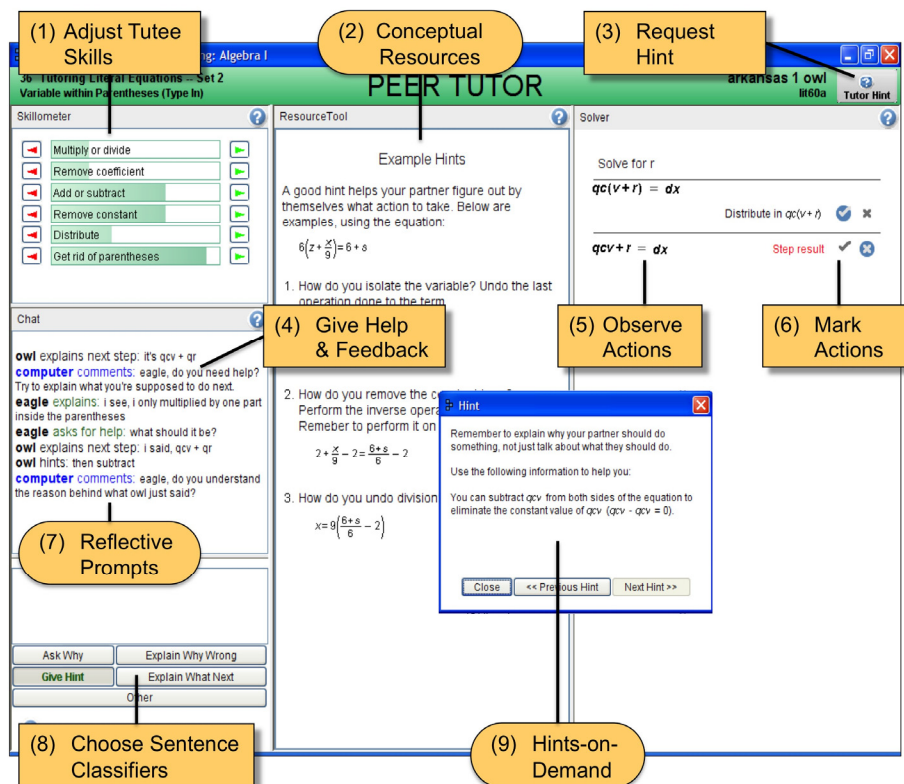 (1) Adjust Tutee
Skills
(2) Conceptual
Resources
(3) Request
Hint
ng: Algebra I
36 Tutoring Literal Equations -- Set 2
Variable within Parentheses (Type In)
PEER TUTOR
arkansas 1 owl
lit60a
Tutor Hint
Skillometer
Multiply or divide
Remove coefficient
Add or subtract
Remove constant
Distribute
Get rid of parentheses
ResourceTool
Example Hints
A good hint helps your partner figure out by
themselves what action to take. Below are
examples, using the equation:
6(z + x/9) = 6 + s
1. How do you isolate the variable? Undo the last
operation done to the term
2. How do you remove the
Perform the inverse opera
Remeber to perform it on
2 + x/9 − 2 = (6+s)/6 − 2
3. How do you undo division
x = 9((6+s)/6 − 2)
Solver
Solve for r
qc(v + r) = dx
Distribute in qc(v + r)
qcv + r = dx
Step result
(4) Give Help
& Feedback
(5) Observe
Actions
(6) Mark
Actions
Chat
owl explains next step: it's qcv + qr
computer comments: eagle, do you need help?
Try to explain what you're supposed to do next.
eagle explains: i see, i only multiplied by one part
inside the parentheses
eagle asks for help: what should it be?
owl explains next step: i said, qcv + qr
owl hints: then subtract
computer comments: eagle, do you understand
the reason behind what owl just said?
(7) Reflective
Prompts
Hint
Remember to explain why your partner should do
something, not just talk about what they should do.
Use the following information to help you:
You can subtract qcv from both sides of the equation to
eliminate the constant value of qcv (qcv - qcv = 0).
Close
<< Previous Hint
Next Hint >>
Ask Why
Explain Why Wrong
Give Hint
Explain What Next
Other
(8) Choose Sentence
Classifiers
(9) Hints-on-
Demand